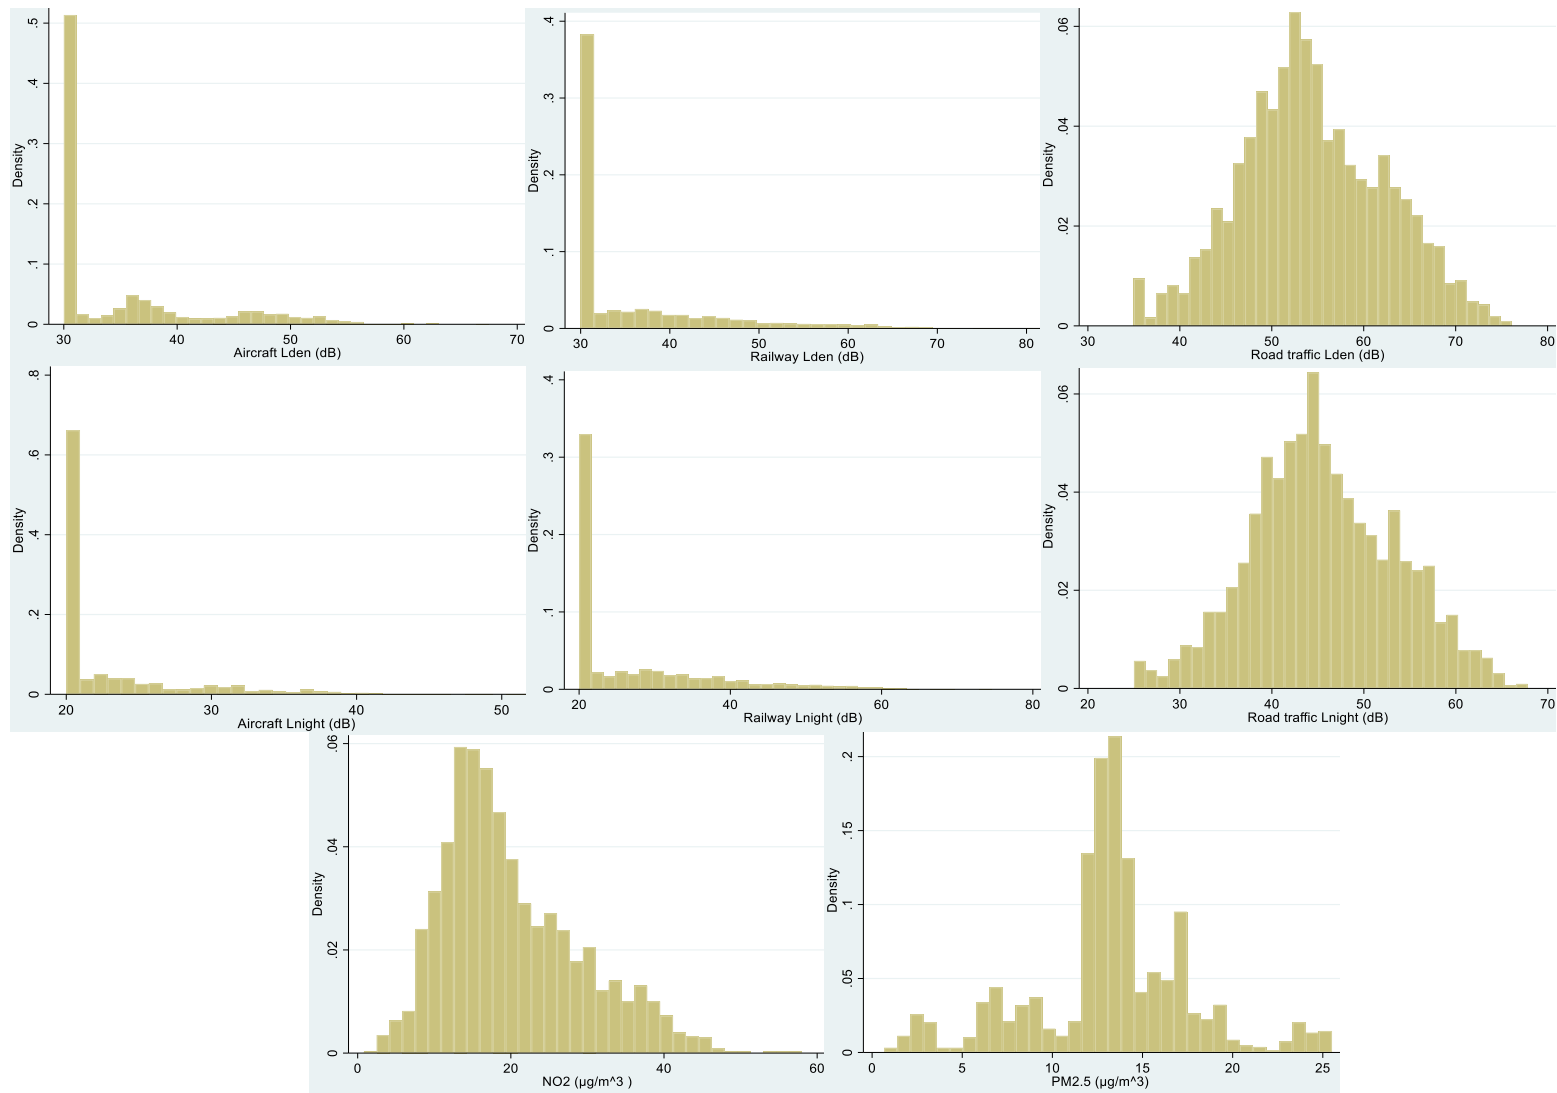 Density
.5
.4
.3
.2
.1
0
30 40 50 60 70
Aircraft Lden (dB)
Density
.4
.3
.2
.1
0
30 40 50 60 70 80
Railway Lden (dB)
Density
.06
.04
.02
0
30 40 50 60 70 80
Road traffic Lden (dB)
Density
.8
.6
.4
.2
0
20 30 40 50
Aircraft Lnight (dB)
Density
.4
.3
.2
.1
0
20 40 60 80
Railway Lnight (dB)
Density
.06
.04
.02
0
20 30 40 50 60 70
Road traffic Lnight (dB)
Density
.06
.04
.02
0
0 20 40 60
NO2 (µg/m^3 )
Density
.2
.15
.1
.05
0
0 5 10 15 20 25
PM2.5 (µg/m^3)